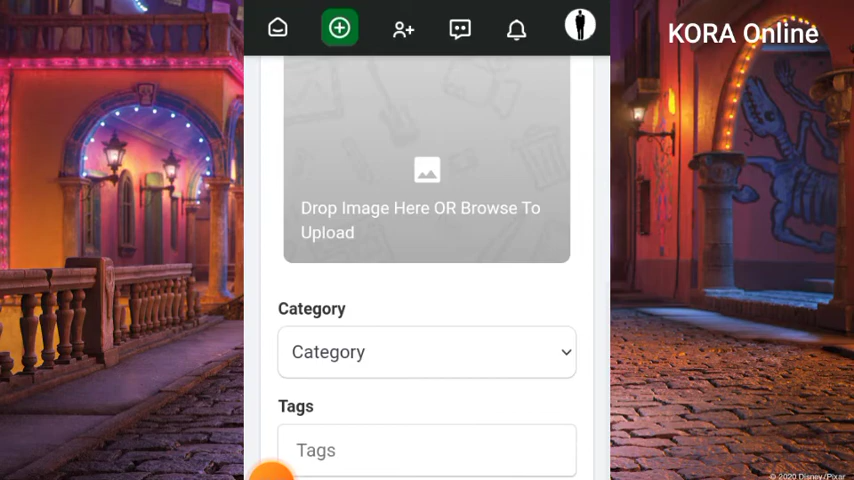 KORA Online
Drop Image Here OR Browse To
Upload
Category
Category
Tags
Tags
© 2020 Disney/Pixar